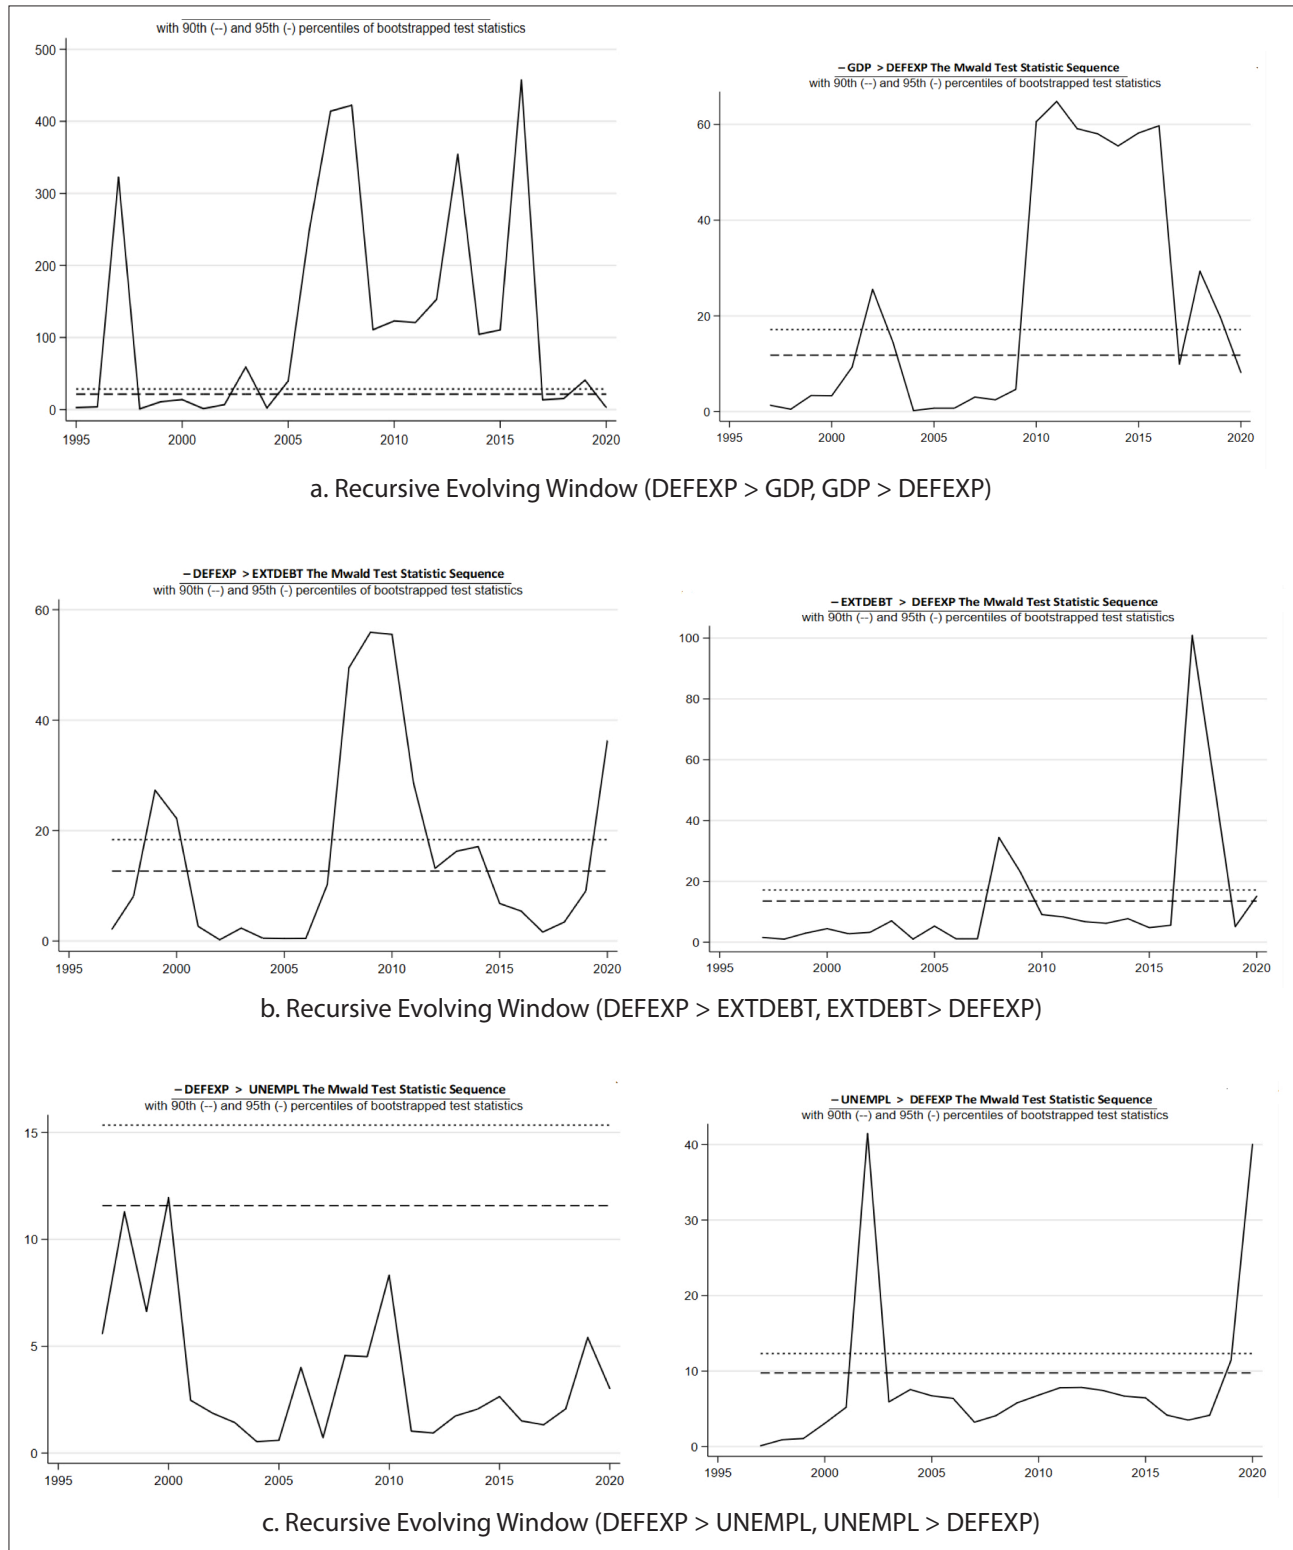 with 90th (--) and 95th (-) percentiles of bootstrapped test statistics
500
400
300
200
100
0
1995 2000 2005 2010 2015 2020
– GDP > DEFEXP The Mwald Test Statistic Sequence
with 90th (--) and 95th (-) percentiles of bootstrapped test statistics
60
40
20
0
1995 2000 2005 2010 2015 2020
a. Recursive Evolving Window (DEFEXP > GDP, GDP > DEFEXP)
– DEFEXP > EXTDEBT The Mwald Test Statistic Sequence
with 90th (--) and 95th (-) percentiles of bootstrapped test statistics
60
40
20
0
1995 2000 2005 2010 2015 2020
– EXTDEBT > DEFEXP The Mwald Test Statistic Sequence
with 90th (--) and 95th (-) percentiles of bootstrapped test statistics
100
80
60
40
20
0
1995 2000 2005 2010 2015 2020
b. Recursive Evolving Window (DEFEXP > EXTDEBT, EXTDEBT> DEFEXP)
– DEFEXP > UNEMPL The Mwald Test Statistic Sequence
with 90th (--) and 95th (-) percentiles of bootstrapped test statistics
15
10
5
0
1995 2000 2005 2010 2015 2020
– UNEMPL > DEFEXP The Mwald Test Statistic Sequence
with 90th (--) and 95th (-) percentiles of bootstrapped test statistics
40
30
20
10
0
1995 2000 2005 2010 2015 2020
c. Recursive Evolving Window (DEFEXP > UNEMPL, UNEMPL > DEFEXP)